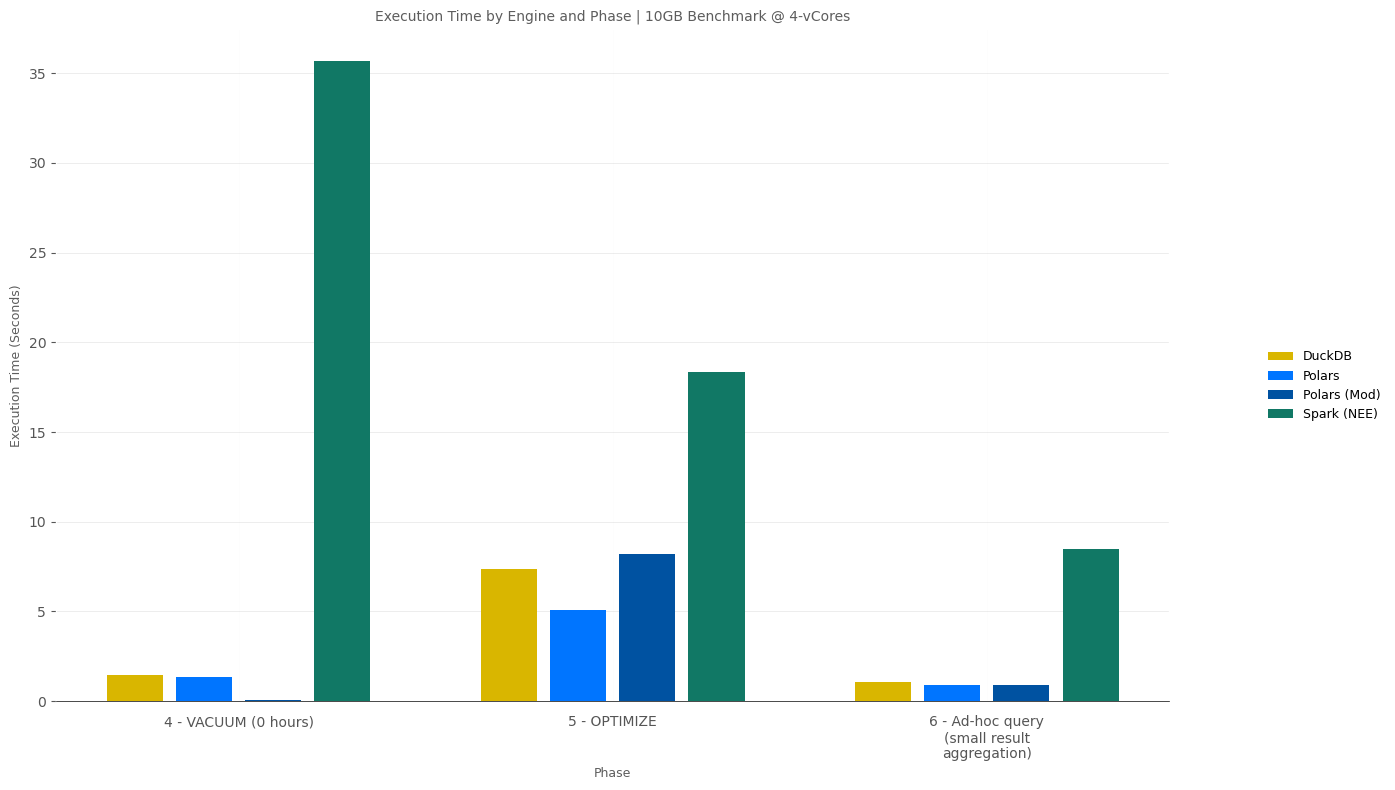 Execution Time by Engine and Phase | 10GB Benchmark @ 4-vCores
Execution Time (Seconds)
35
30
25
20
15
10
5
0
4 - VACUUM (0 hours)
5 - OPTIMIZE
6 - Ad-hoc query
(small result
aggregation)
Phase
DuckDB
Polars
Polars (Mod)
Spark (NEE)